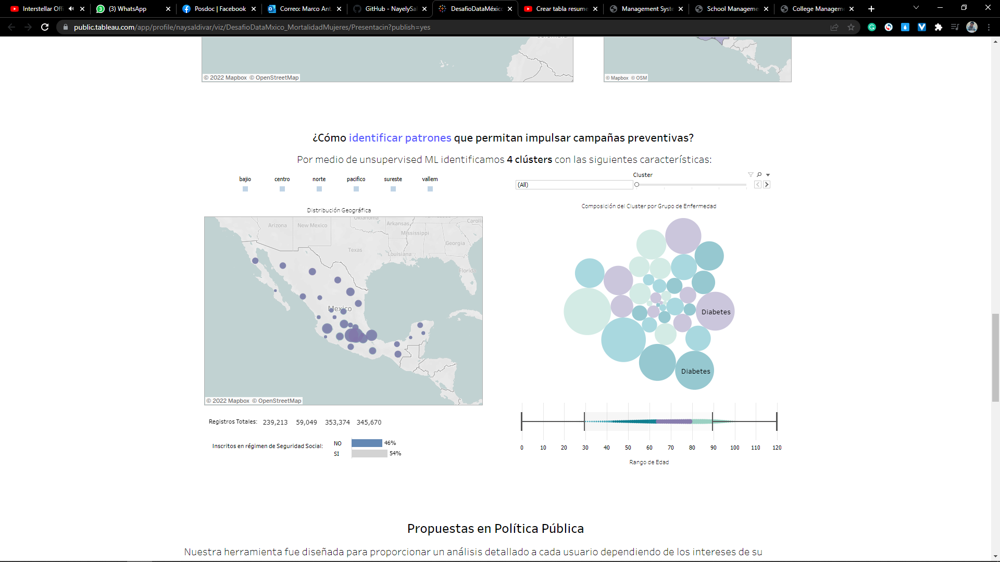 Interstellar Offi
(3) WhatsApp
Posdoc | Facebook
Correo: Marco Ant
GitHub - NayelySal
DesafioDataMéxico
Crear tabla resume
Management Syste
School Manageme
College Managem
public.tableau.com/app/profile/naysaldivar/viz/DesafioDataMxico_MortalidadMujeres/Presentacin?publish=yes
© 2022 Mapbox © OpenStreetMap
© Mapbox © OSM
¿Cómo identificar patrones que permitan impulsar campañas preventivas?
Por medio de unsupervised ML identificamos 4 clústers con las siguientes características:
bajio centro norte pacifico sureste vallem
Cluster
(All)
Distribución Geográfica
Composición del Cluster por Grupo de Enfermedad
Oklahoma
Arizona
New Mexico
Arkansas
Mississippi
Georgia
Texas
Louisiana
Florida
Mexico
© 2022 Mapbox © OpenStreetMap
Diabetes
Diabetes
Registros Totales: 239,213 59,049 353,374 345,670
Inscritos en régimen de Seguridad Social:
NO 46%
SI 54%
0 10 20 30 40 50 60 70 80 90 100 110 120
Rango de Edad
Propuestas en Política Pública
Nuestra herramienta fue diseñada para proporcionar un análisis detallado a cada usuario dependiendo de los intereses de su